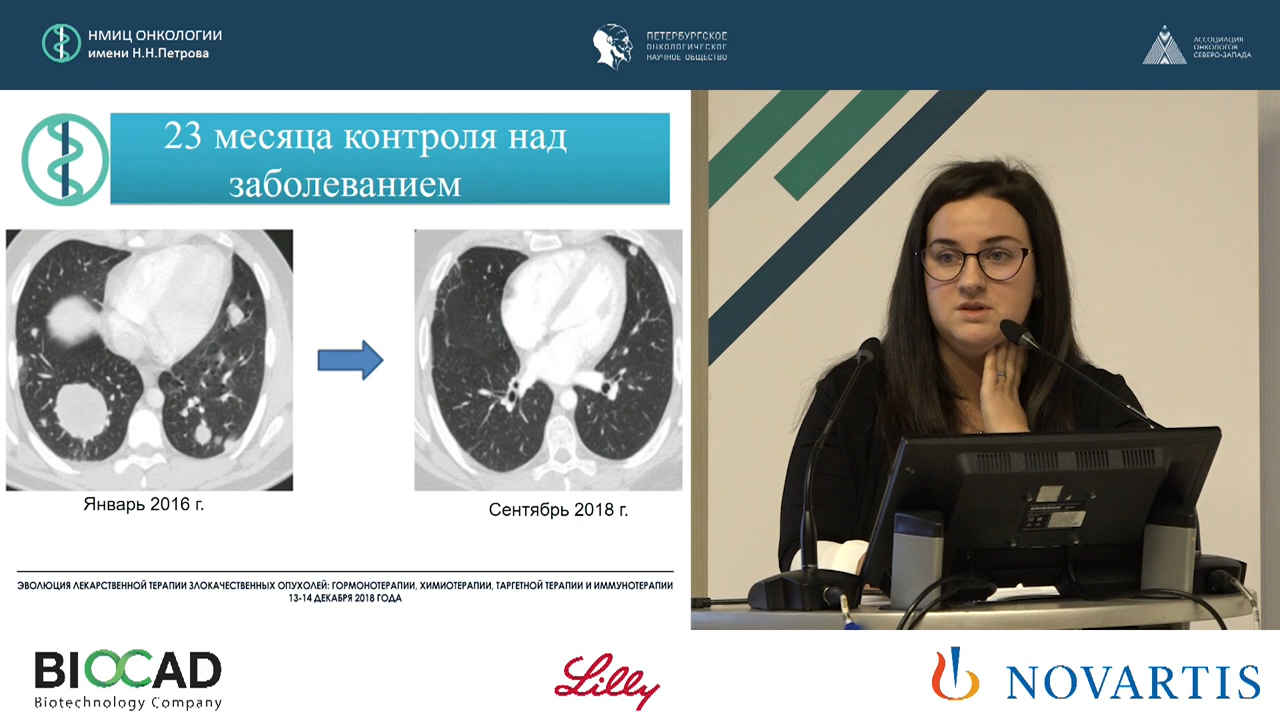 НМИЦ ОНКОЛОГИИ
имени Н.Н.Петрова
ПЕТЕРБУРГСКОЕ
ОНКОЛОГИЧЕСКОЕ
НАУЧНОЕ ОБЩЕСТВО
АССОЦИАЦИЯ
ОНКОЛОГОВ
СЕВЕРО-ЗАПАДА
23 месяца контроля над
заболеванием
Январь 2016 г.
Сентябрь 2018 г.
ЭВОЛЮЦИЯ ЛЕКАРСТВЕННОЙ ТЕРАПИИ ЗЛОКАЧЕСТВЕННЫХ ОПУХОЛЕЙ: ГОРМОНОТЕРАПИИ, ХИМИОТЕРАПИИ, ТАРГЕТНОЙ ТЕРАПИИ И ИММУНОТЕРАПИИ
13-14 ДЕКАБРЯ 2018 ГОДА
BIOCAD
Biotechnology Company
Lilly
NOVARTIS